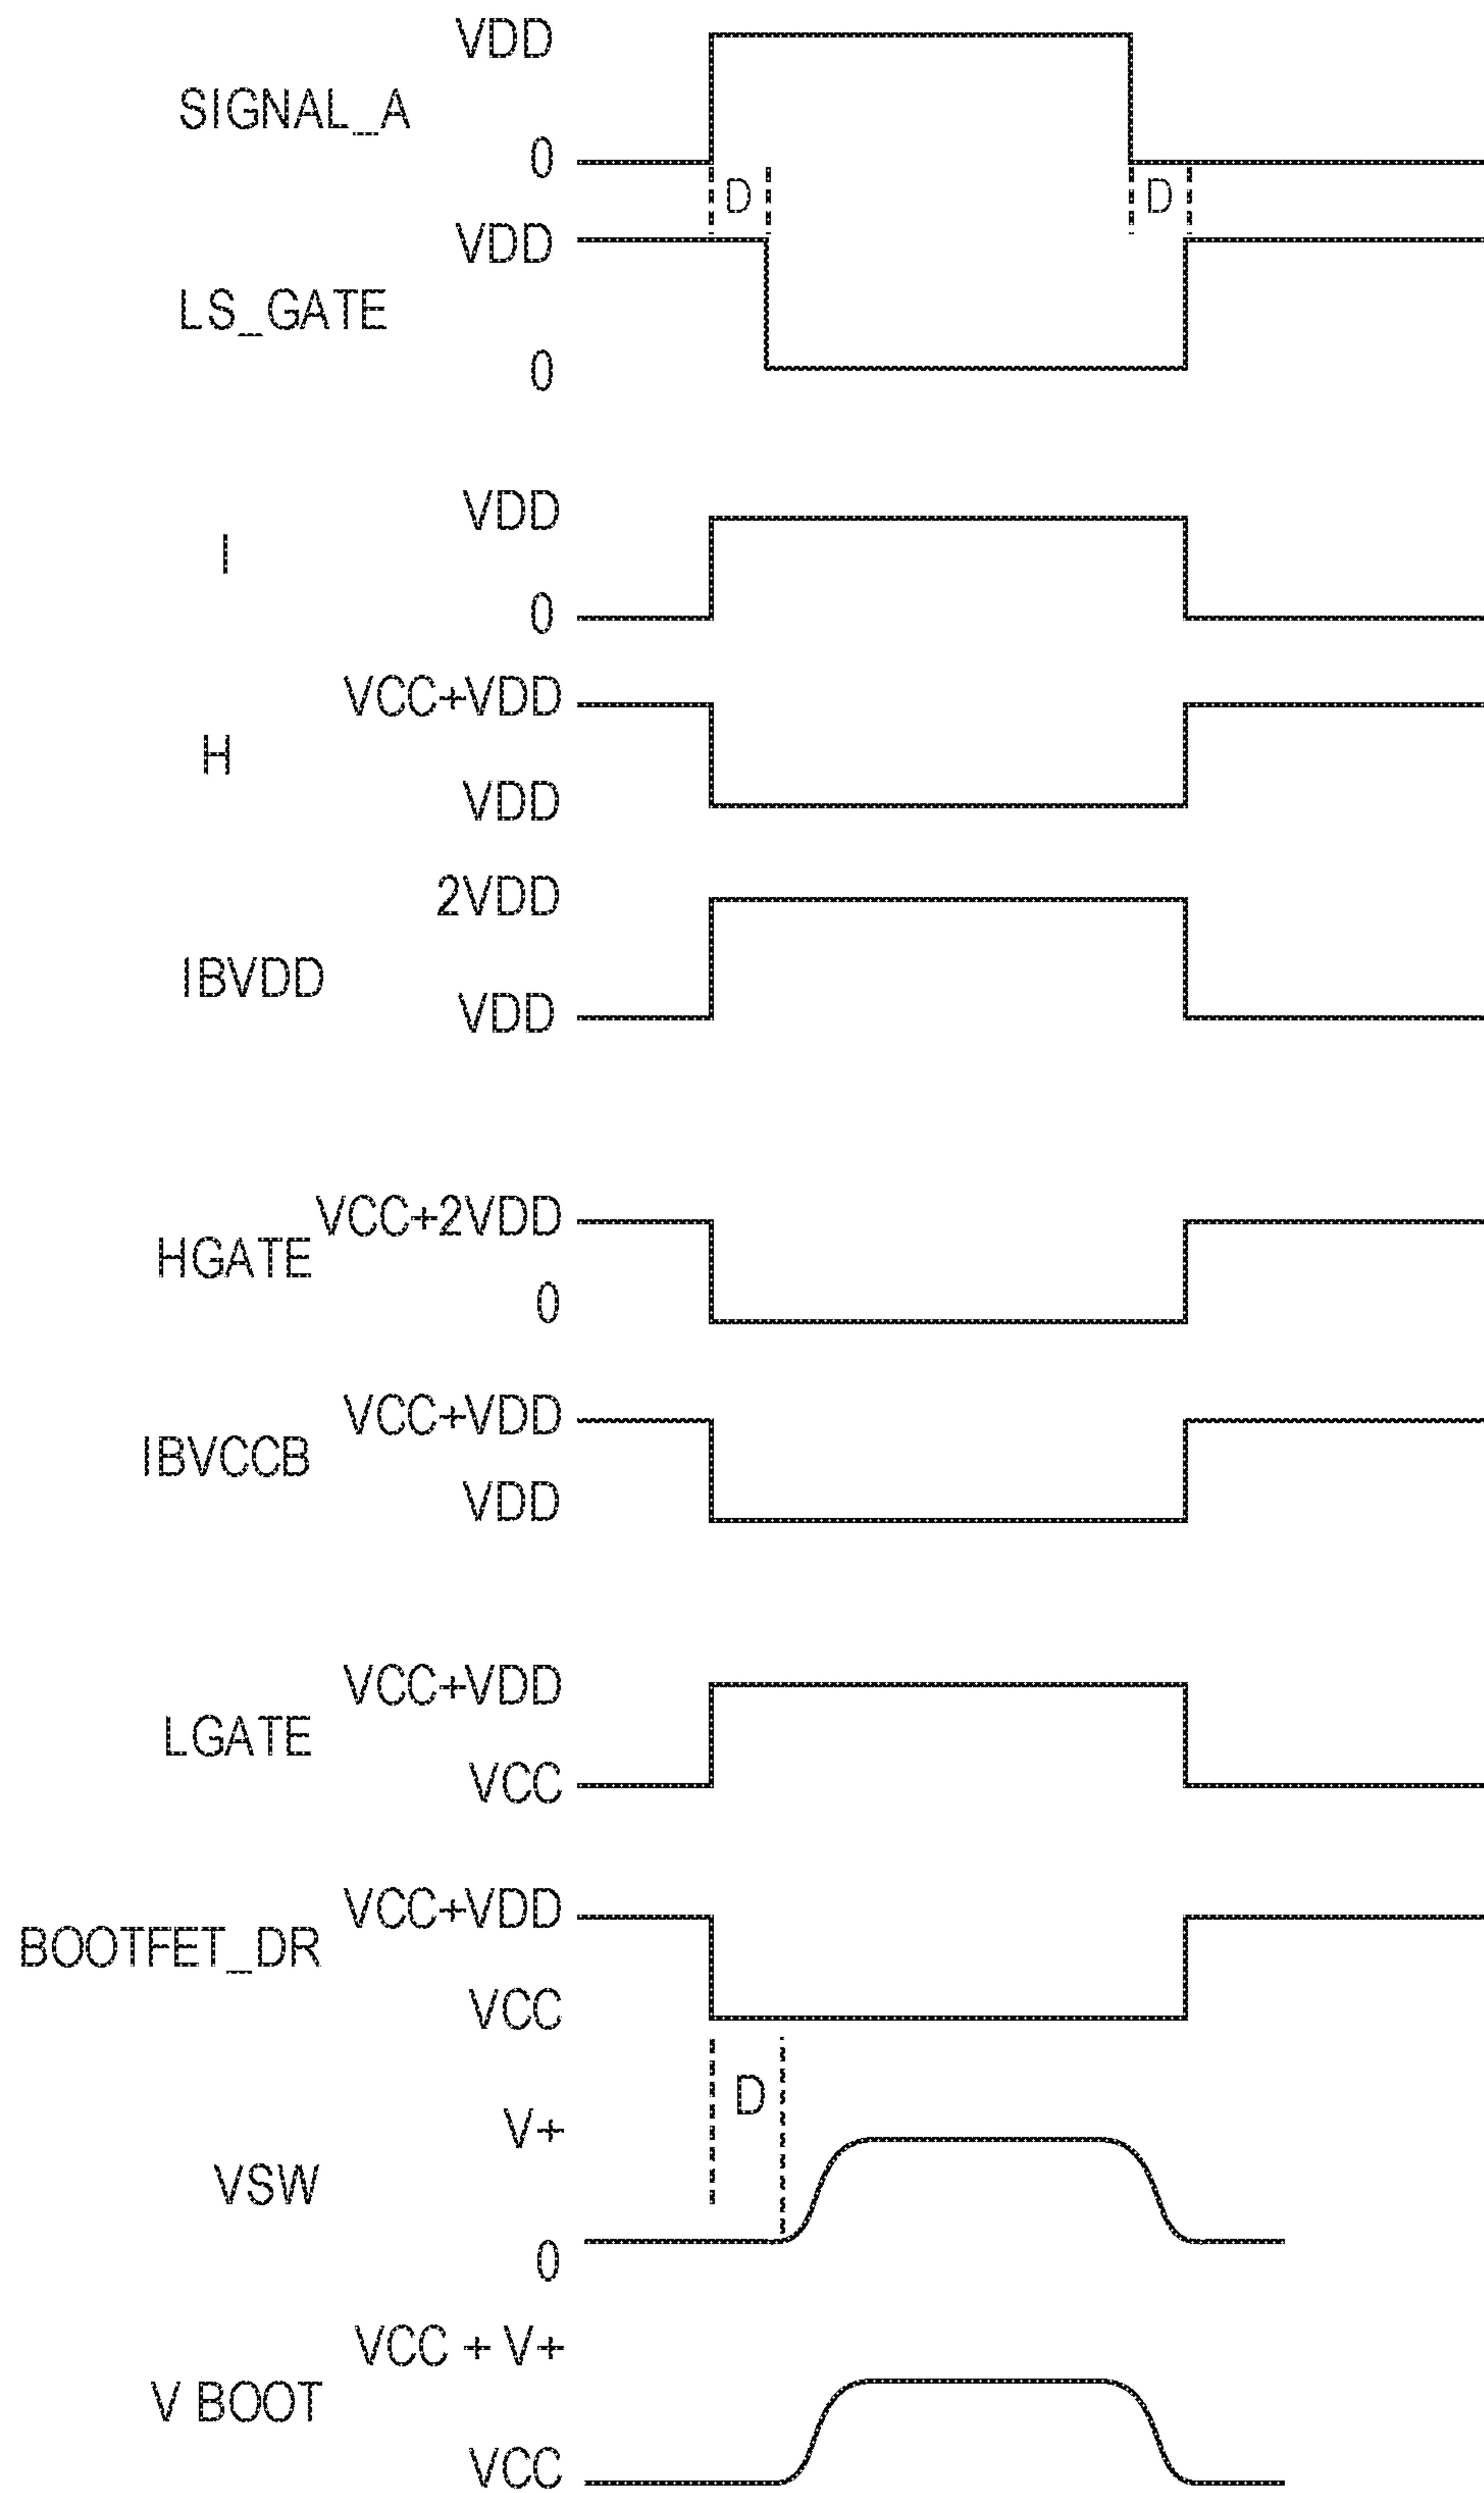 VDD
SIGNAL_A
0
D D
VDD
LS_GATE
0
VDD
I
0
VCC+VDD
H
VDD
2VDD
IBVDD
VDD
VCC+2VDD
HGATE
0
VCC+VDD
IBVCCB
VDD
VCC+VDD
LGATE
VCC
VCC+VDD
BOOTFET_DR
VCC
D
V+
VSW
0
VCC + V+
V BOOT
VCC